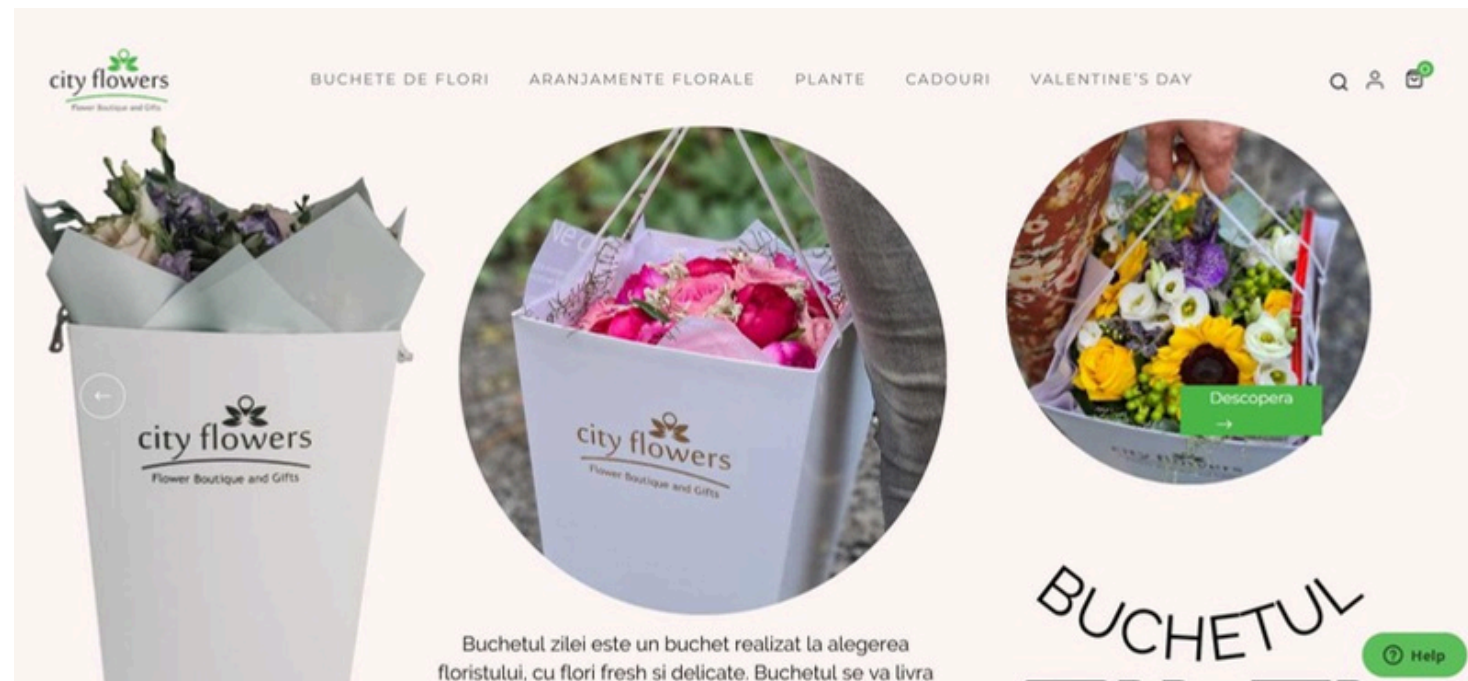 city flowers
Flower Boutique and Gifts
BUCHETE DE FLORI
ARANJAMENTE FLORALE
PLANTE
CADOURI
VALENTINE'S DAY
0
city flowers
Flower Boutique and Gifts
city flowers
Flower Boutique and Gifts
Descopera
→
city flowers
Buchetul zilei este un buchet realizat la alegerea
floristului, cu flori fresh si delicate. Buchetul se va livra
BUCHETUL
Help